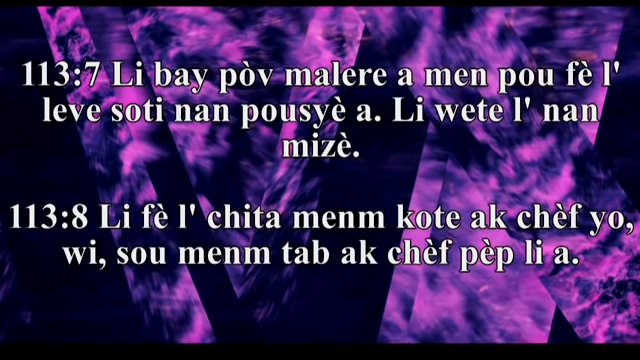 113:7 Li bay pòv malere a men pou fè l'
leve soti nan pousyè a. Li wete l' nan
mizè.
113:8 Li fè l' chita menm kote ak chèf yo,
wi, sou menm tab ak chèf pèp li a.